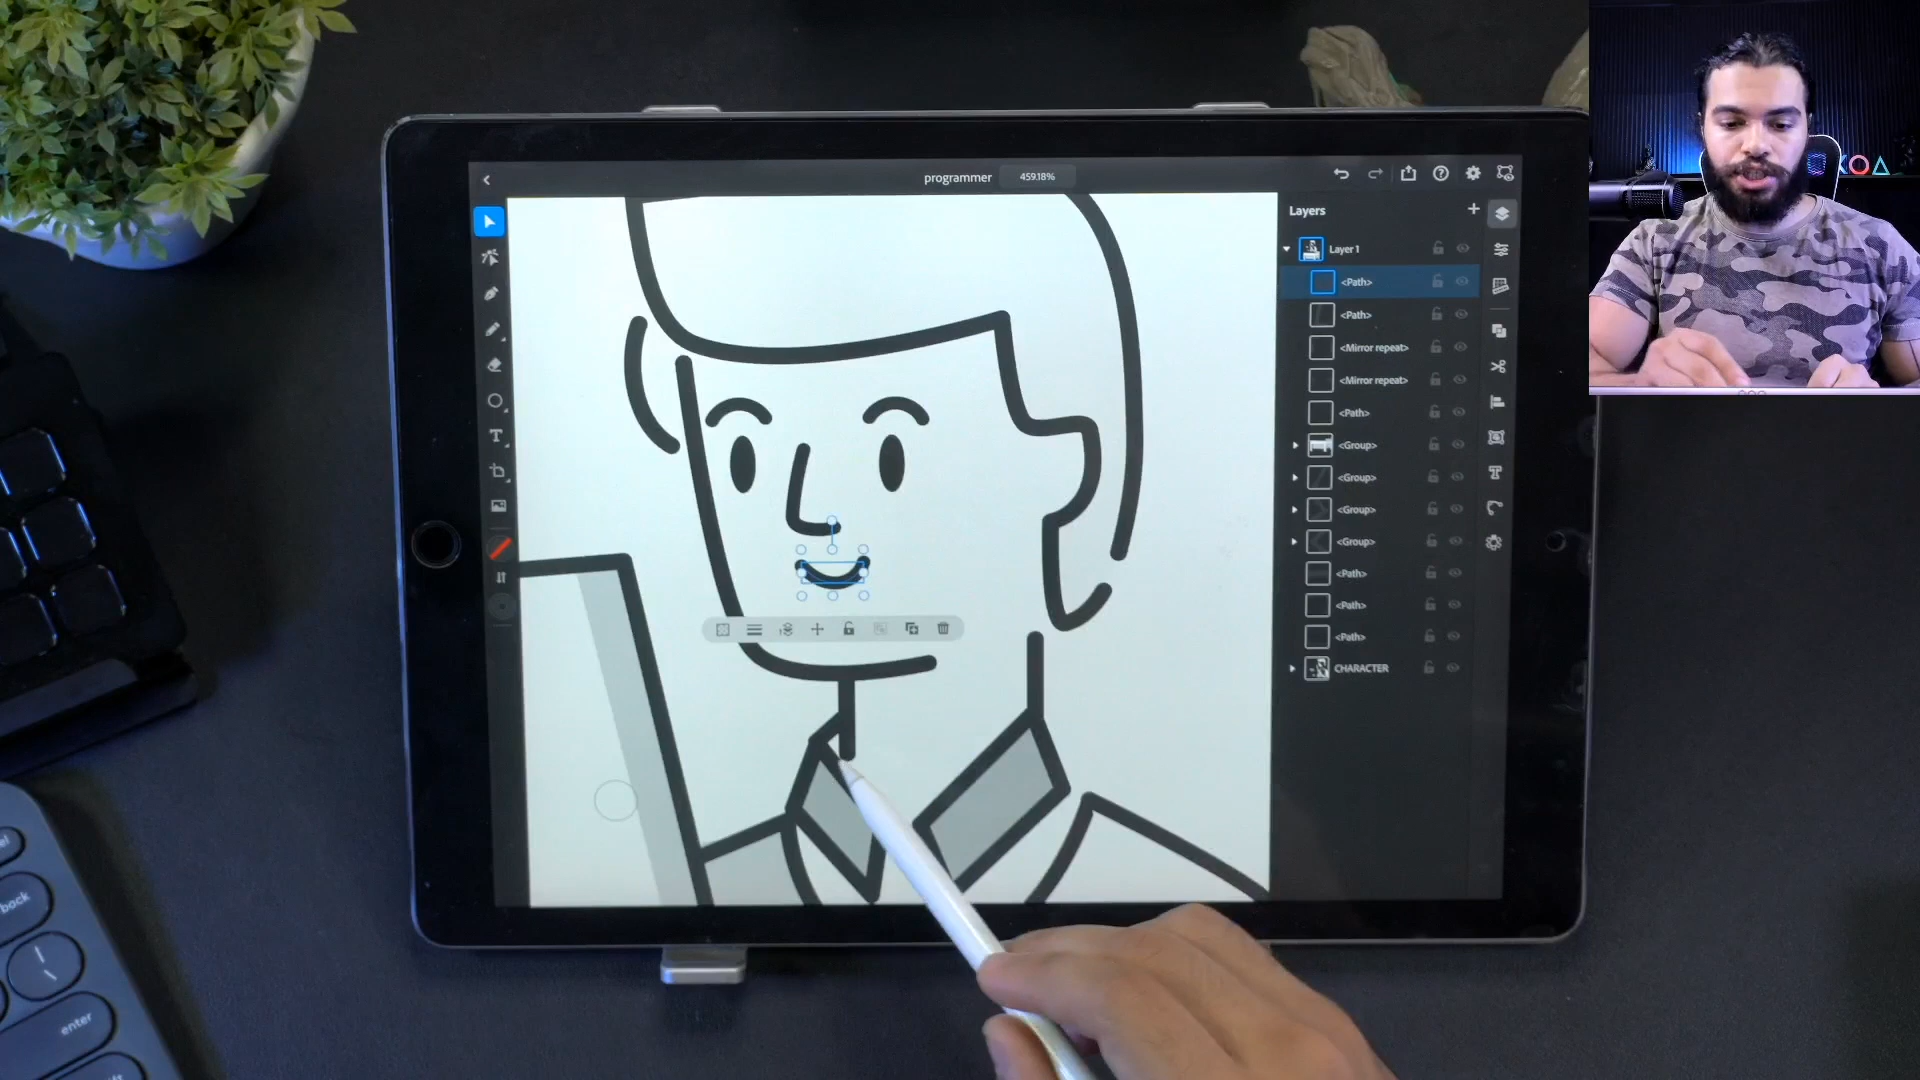 programmer
459.18%
Layers
Layer 1
<Path>
<Path>
<Mirror repeat>
<Mirror repeat>
<Path>
<Group>
<Group>
<Group>
<Group>
<Path>
<Path>
<Path>
CHARACTER
back
enter